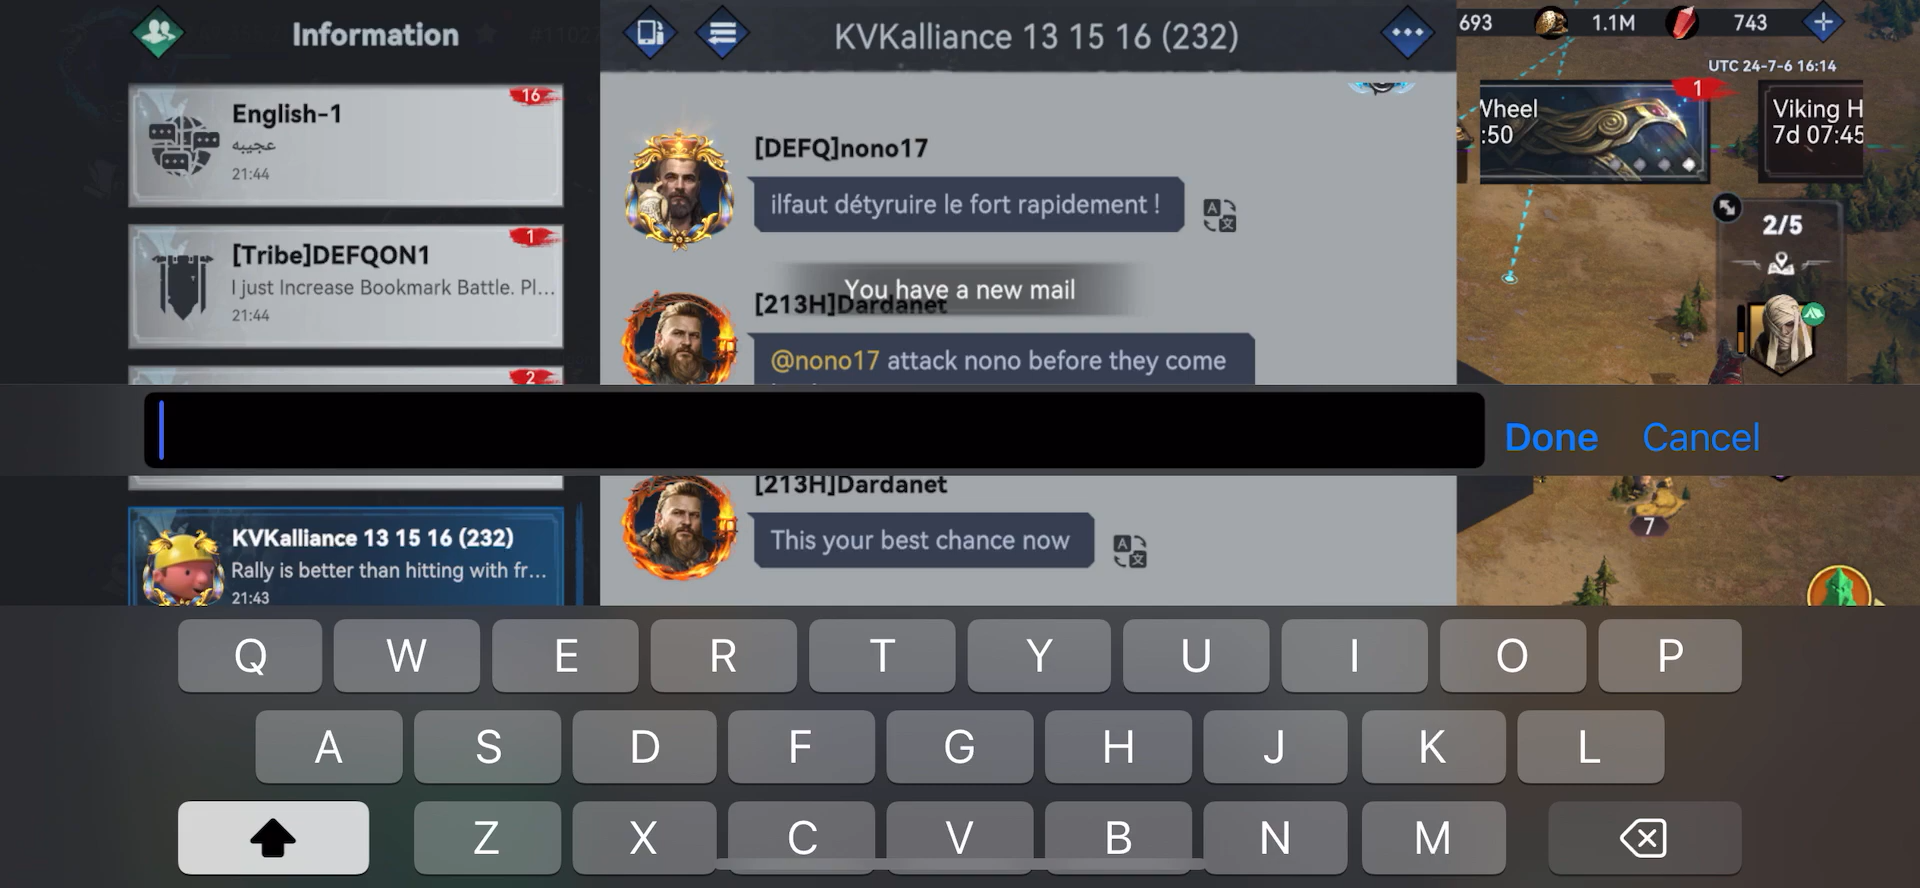 Information
KVKalliance 13 15 16 (232)
693
1.1M
743
UTC 24-7-6 16:14
English-1
16
عجيبه
21:44
[Tribe]DEFQON1
1
I just Increase Bookmark Battle. Pl...
21:44
2
[DEFQ]nono17
ilfaut détyruire le fort rapidement !
You have a new mail
[213H]Dardanet
@nono17 attack nono before they come
Wheel
:50
1
Viking H
7d 07:45
2/5
Done
Cancel
KVKalliance 13 15 16 (232)
Rally is better than hitting with fr...
21:43
[213H]Dardanet
This your best chance now
7
Q W E R T Y U I O P
A S D F G H J K L
Z X C V B N M